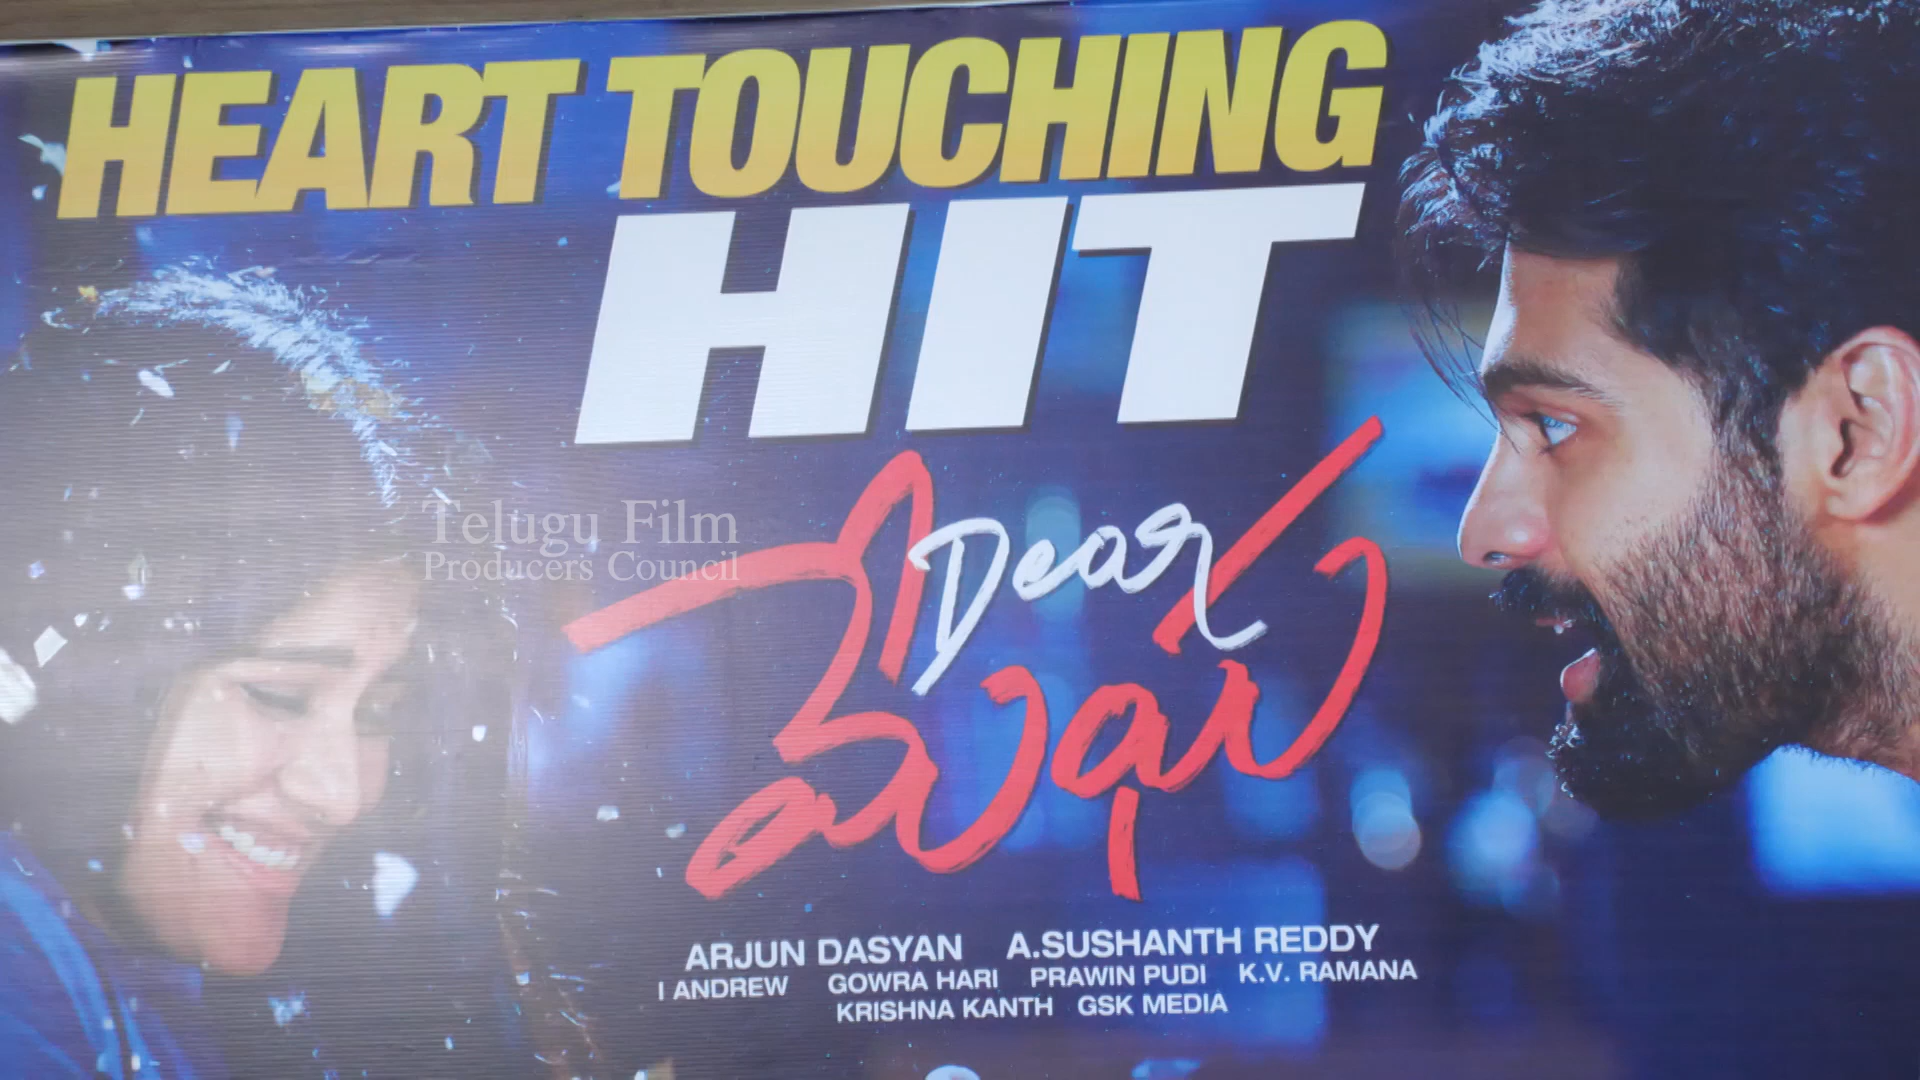 HEART TOUCHING
HIT
Dear
మేఘ
Telugu Film
Producers Council
ARJUN DASYAN A.SUSHANTH REDDY
I ANDREW GOWRA HARI PRAWIN PUDI K.V. RAMANA
KRISHNA KANTH GSK MEDIA